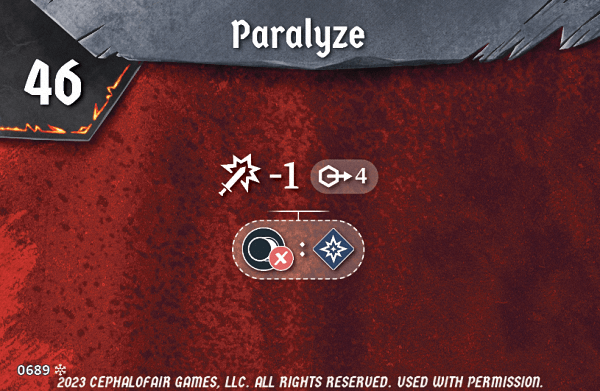 Paralyze
46
-1 4
:
0689
2023 CEPHALOFAIR GAMES, LLC. ALL RIGHTS RESERVED. USED WITH PERMISSION.